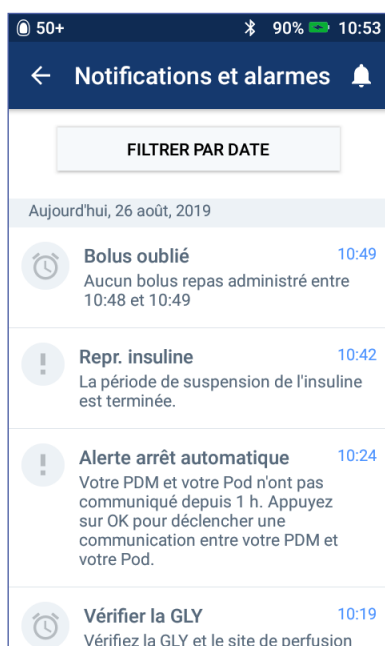 50+ 90% 10:53
Notifications et alarmes
FILTRER PAR DATE
Aujourd'hui, 26 août, 2019
Bolus oublié 10:49
Aucun bolus repas administré entre
10:48 et 10:49
Repr. insuline 10:42
La période de suspension de l'insuline
est terminée.
Alerte arrêt automatique 10:24
Votre PDM et votre Pod n'ont pas
communiqué depuis 1 h. Appuyez
sur OK pour déclencher une
communication entre votre PDM et
votre Pod.
Vérifier la GLY 10:19
Vérifiez la GLY et le site de perfusion